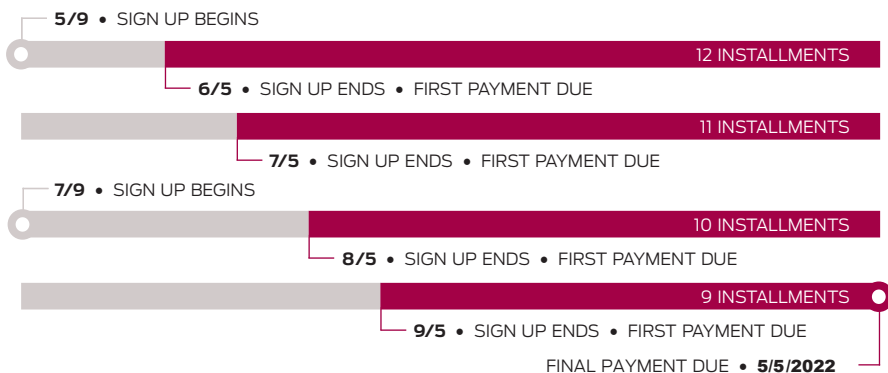 5/9 • SIGN UP BEGINS
12 INSTALLMENTS
6/5 • SIGN UP ENDS • FIRST PAYMENT DUE
11 INSTALLMENTS
7/5 • SIGN UP ENDS • FIRST PAYMENT DUE
7/9 • SIGN UP BEGINS
10 INSTALLMENTS
8/5 • SIGN UP ENDS • FIRST PAYMENT DUE
9 INSTALLMENTS
9/5 • SIGN UP ENDS • FIRST PAYMENT DUE
FINAL PAYMENT DUE • 5/5/2022